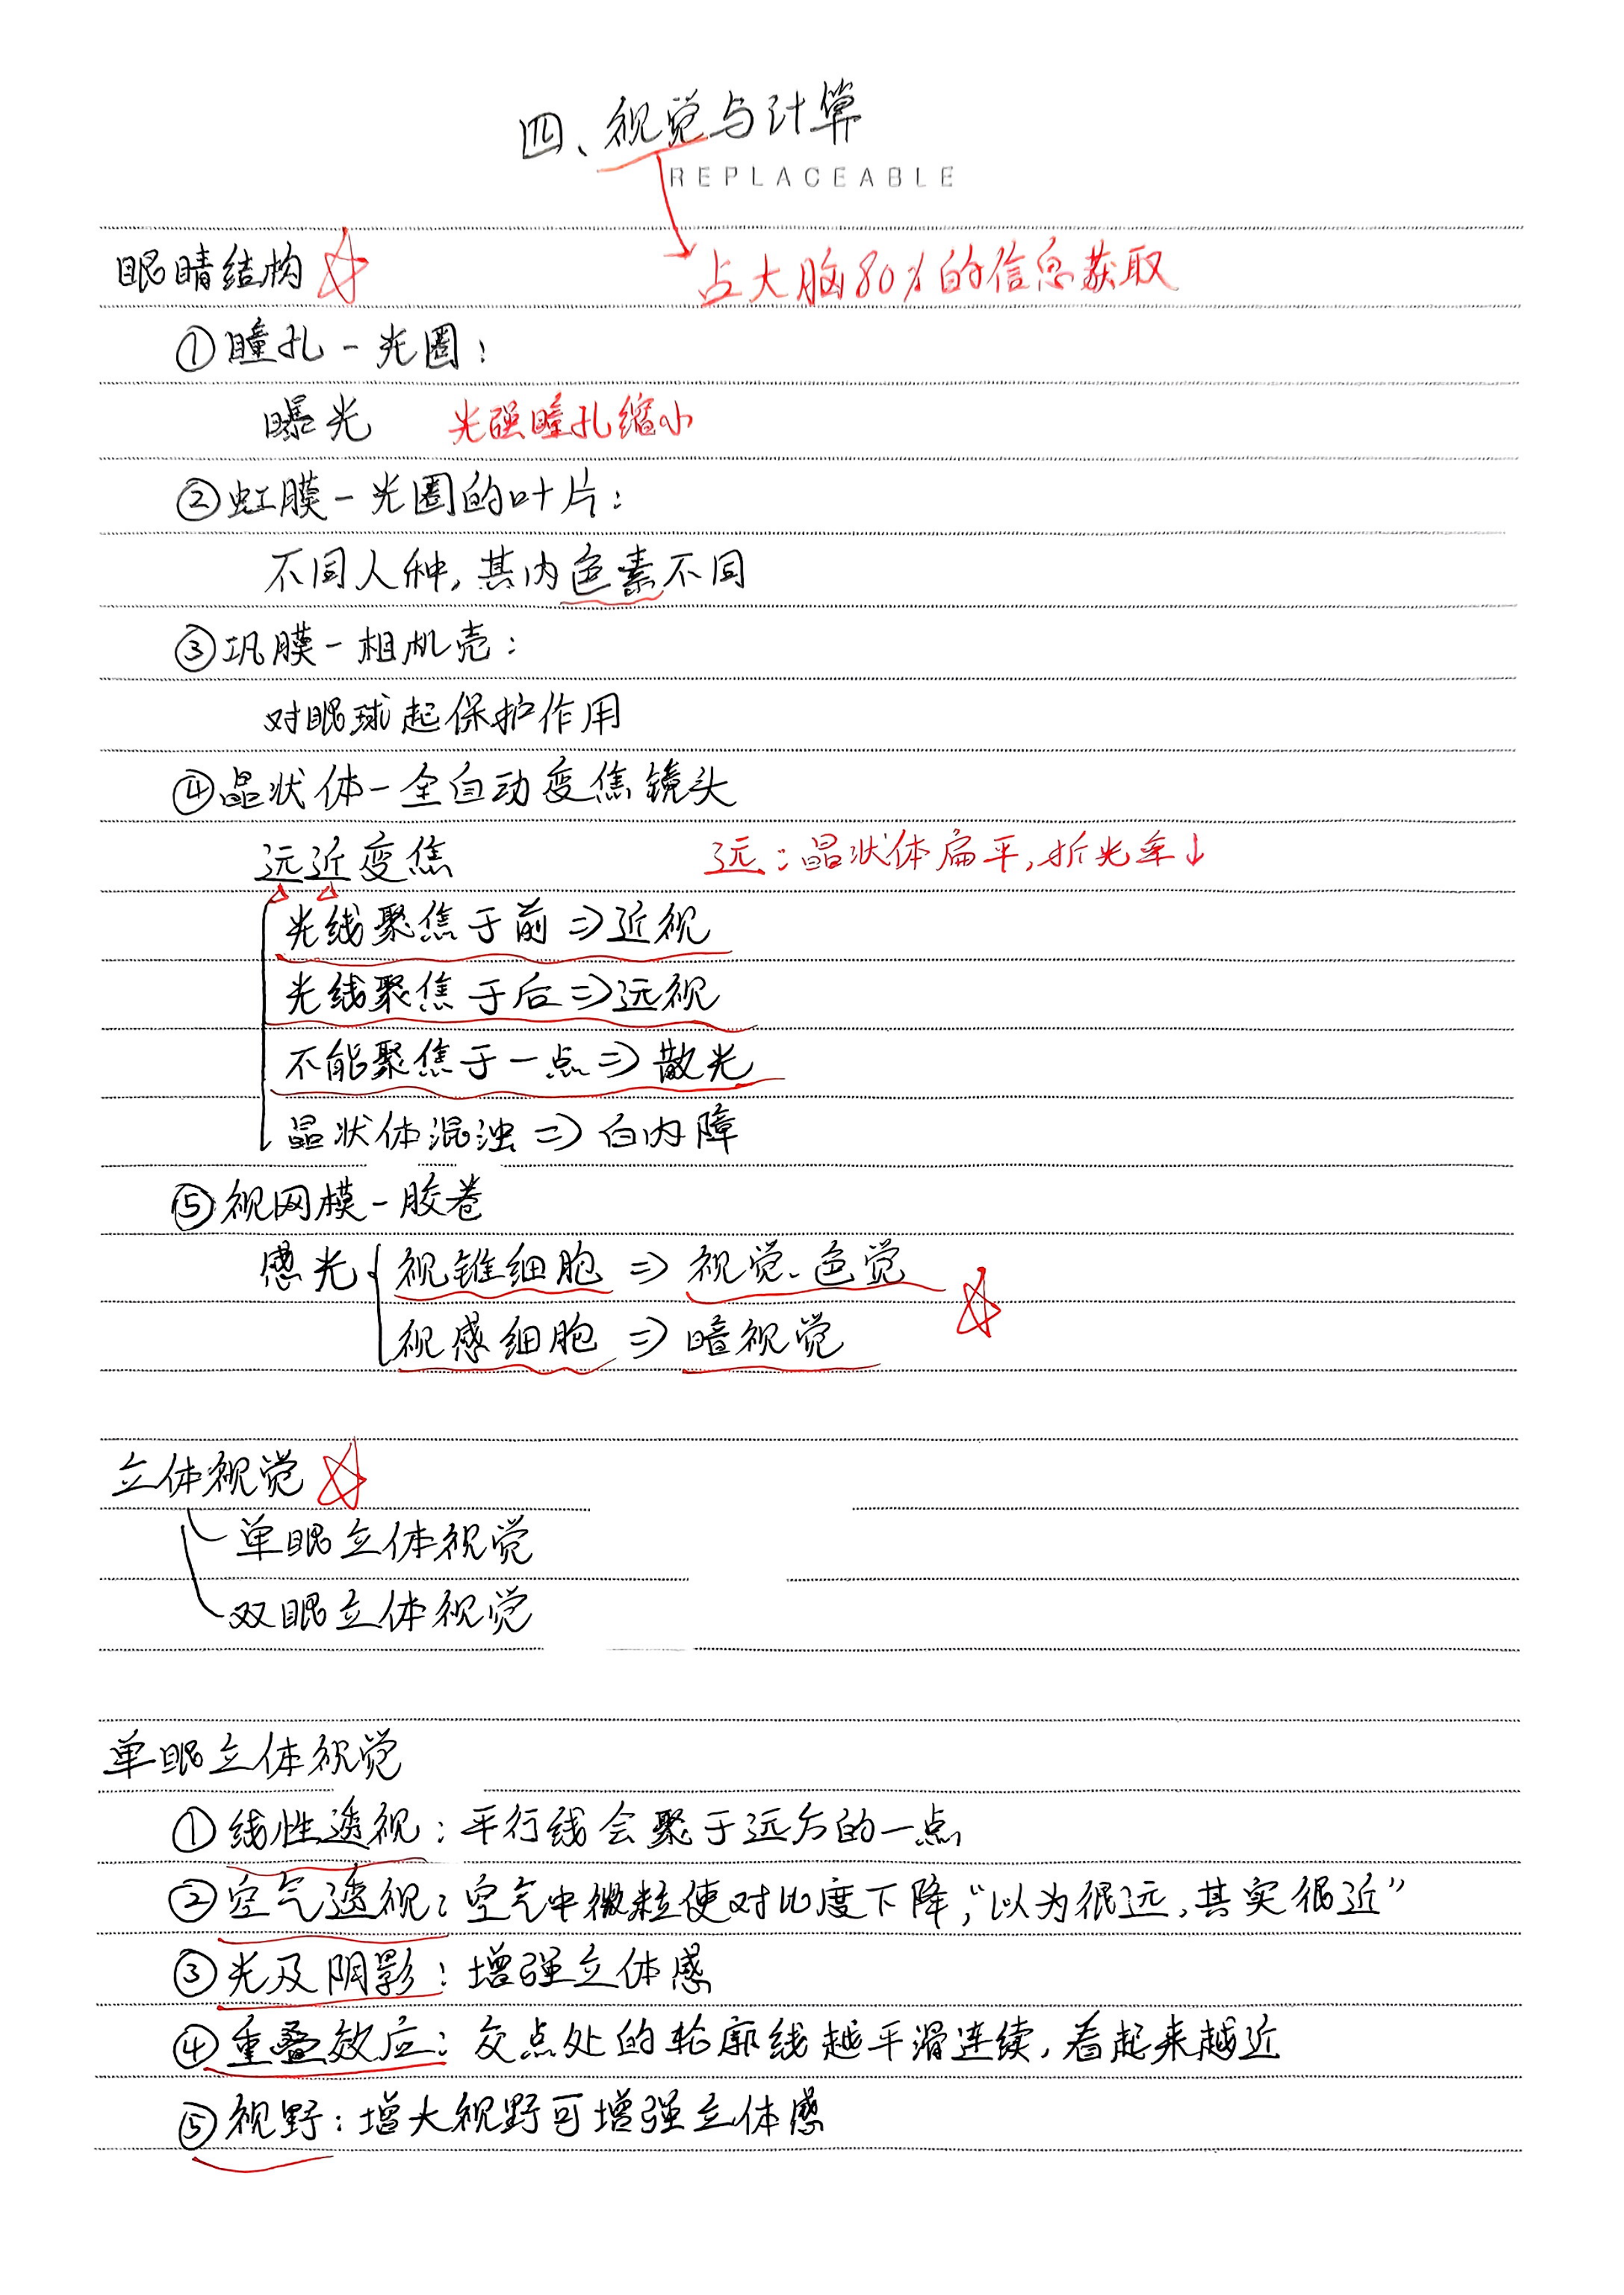 四、视觉与计算
REPLACEABLE
眼睛结构 占大脑80%的信息获取
①瞳孔-光圈:
曝光 光强瞳孔缩小
②虹膜-光圈的叶片:
不同人种,其内色素不同
③巩膜-相机壳:
对眼球起保护作用
④晶状体-全自动变焦镜头
远近变焦 远:晶状体扁平,折光率↓
光线聚焦于前⇒近视
光线聚焦于后⇒远视
不能聚焦于一点⇒散光
晶状体混浊⇒白内障
⑤视网模-胶卷
感光 视锥细胞⇒视觉、色觉
视感细胞⇒暗视觉
立体视觉
单眼立体视觉
双眼立体视觉
单眼立体视觉
①线性透视:平行线会聚于远方的一点
②空气透视:空气中微粒使对比度下降,“以为很远,其实很近”
③光及阴影:增强立体感
④重叠效应:交点处的轮廓线越平滑连续,看起来越近
⑤视野:增大视野可增强立体感